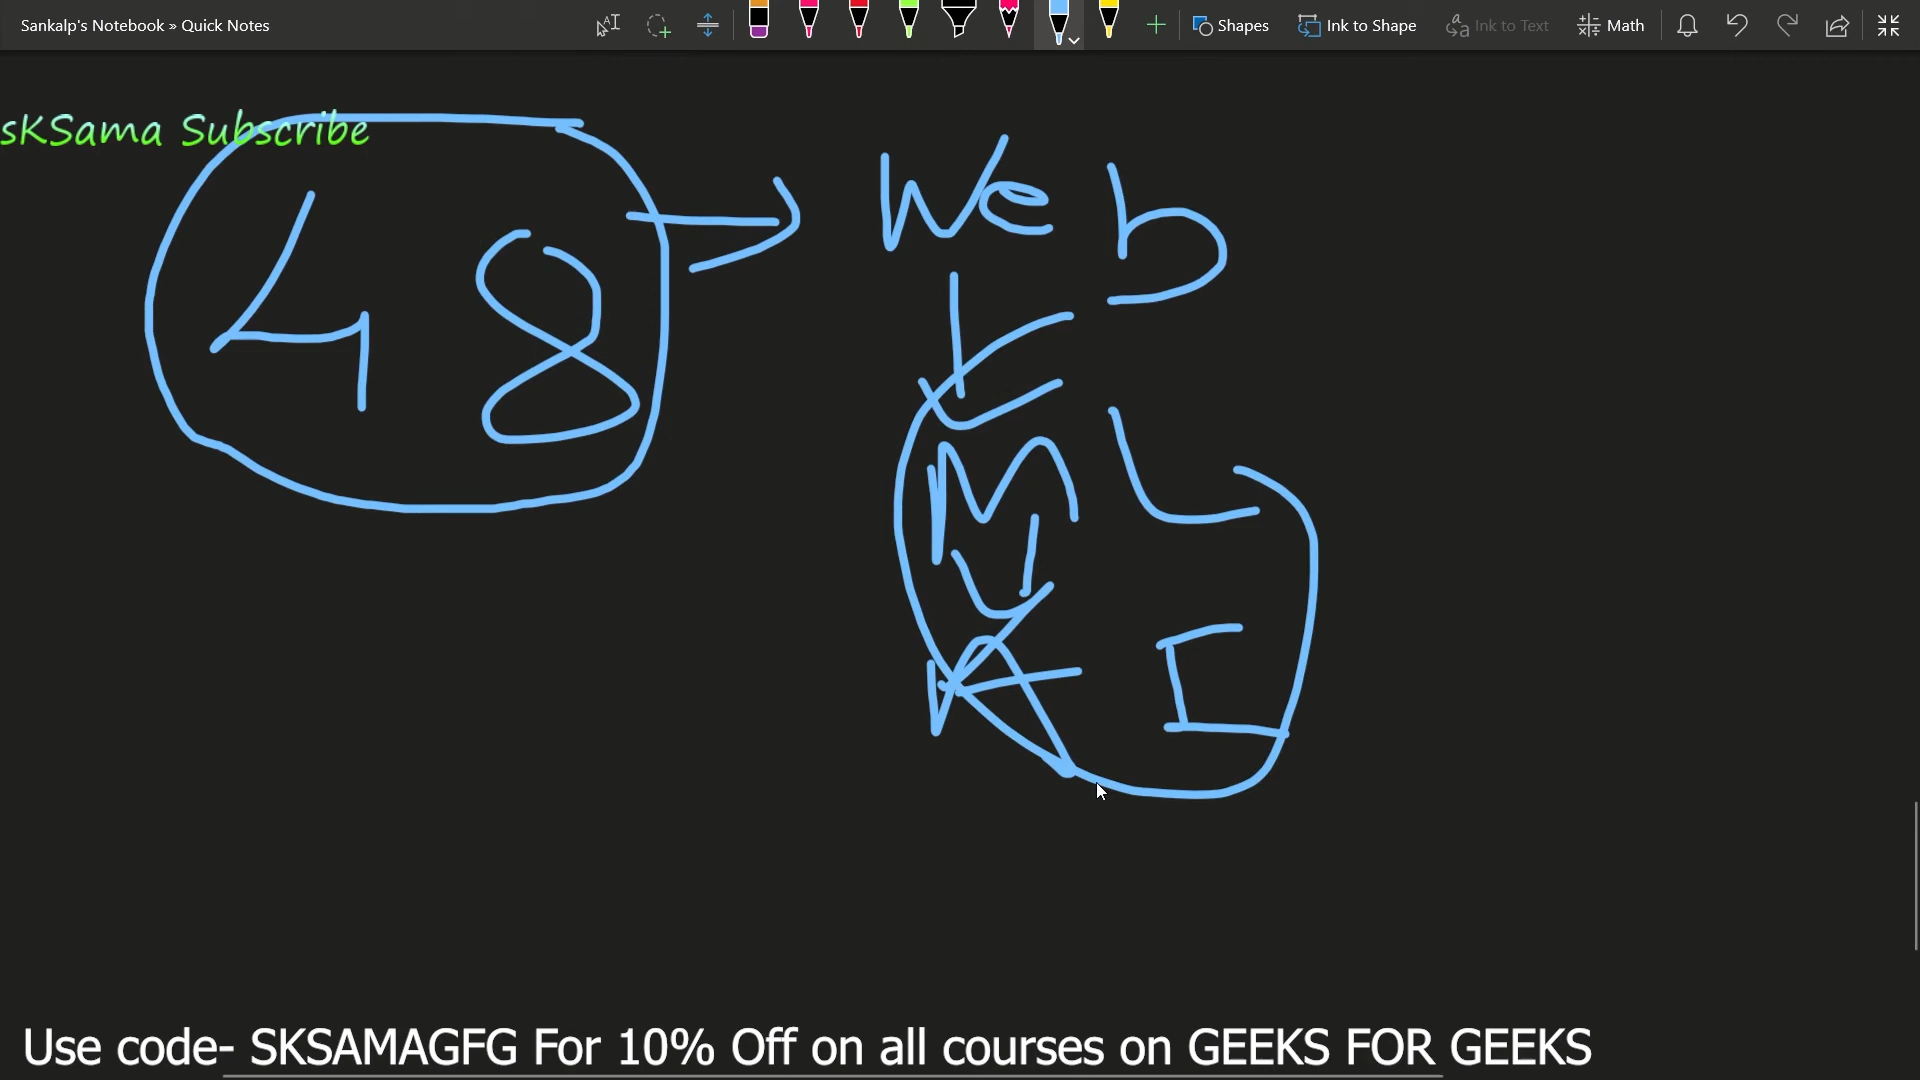 Sankalp's Notebook » Quick Notes
Shapes
Ink to Shape
Ink to Text
Math
sKSama Subscribe
48
Web
ML
AI
Use code- SKSAMAGFG For 10% Off on all courses on GEEKS FOR GEEKS